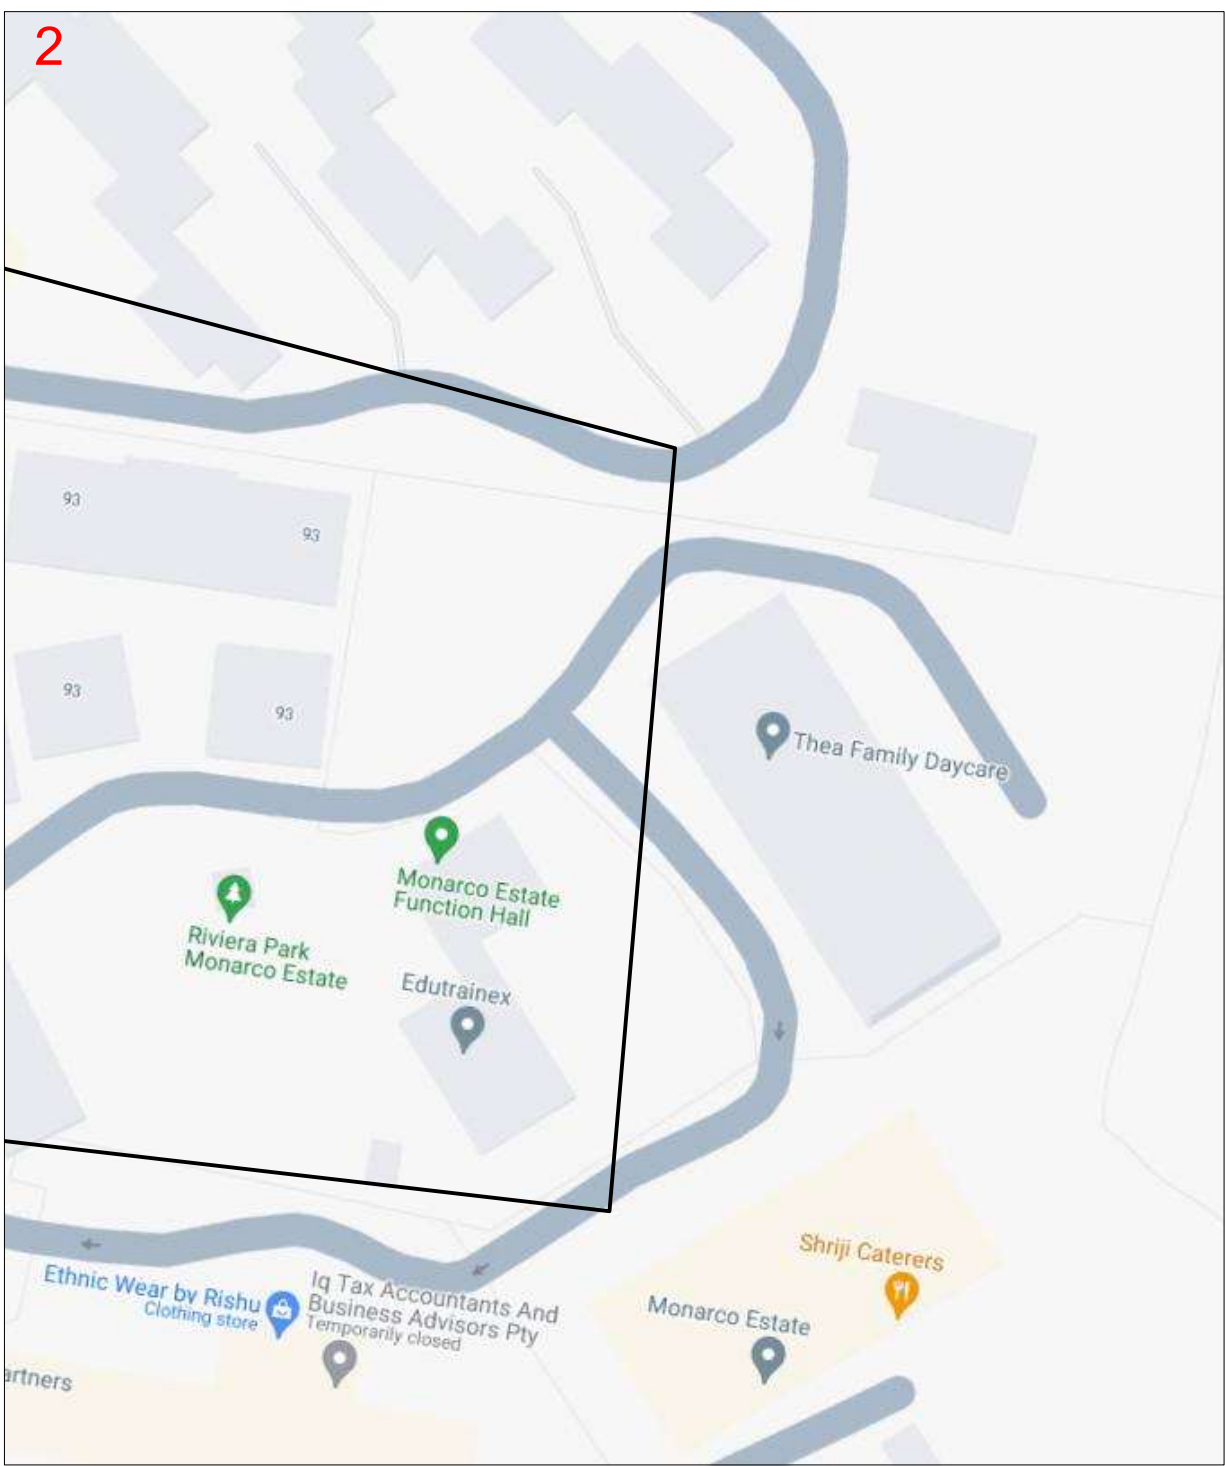 2
93
93
93
93
Thea Family Daycare
Monarco Estate
Function Hall
Riviera Park
Monarco Estate
Edutrainex
Shriji Caterers
Ethnic Wear by Rishu
Clothing store
Iq Tax Accountants And
Business Advisors Pty
Temporarily closed
Monarco Estate
artners